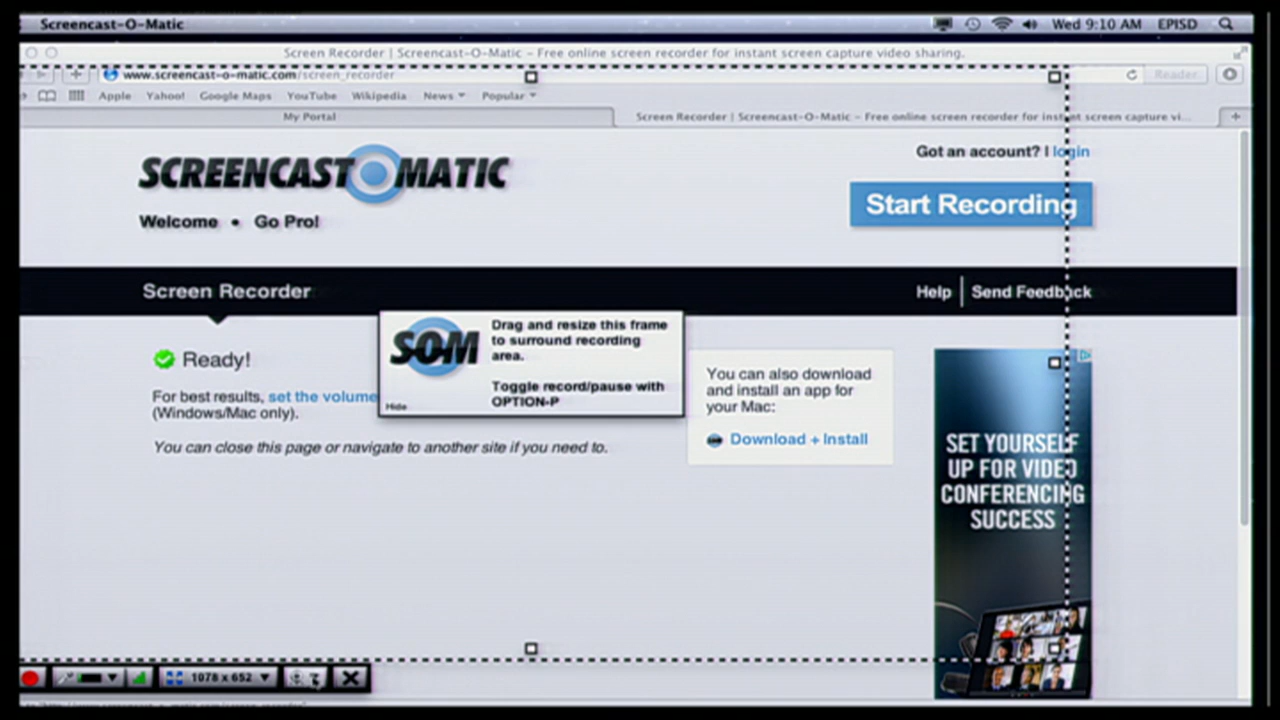 Screencast-O-Matic
Wed 9:10 AM EPISD
Screen Recorder | Screencast-O-Matic - Free online screen recorder for instant screen capture video sharing.
www.screencast-o-matic.com/screen_recorder
Reader
Apple Yahoo! Google Maps YouTube Wikipedia News Popular
My Portal
Screen Recorder | Screencast-O-Matic - Free online screen recorder for instant screen capture vi...
Got an account? | login
SCREENCAST MATIC
Start Recording
Welcome • Go Pro!
Screen Recorder
Help
Send Feedback
SOM
Drag and resize this frame
to surround recording
area.
Toggle record/pause with
OPTION-P
Hide
Ready!
For best results, set the volume
(Windows/Mac only).
You can close this page or navigate to another site if you need to.
You can also download
and install an app for
your Mac:
Download + Install
SET YOURSELF
UP FOR VIDEO
CONFERENCING
SUCCESS
1078 x 652